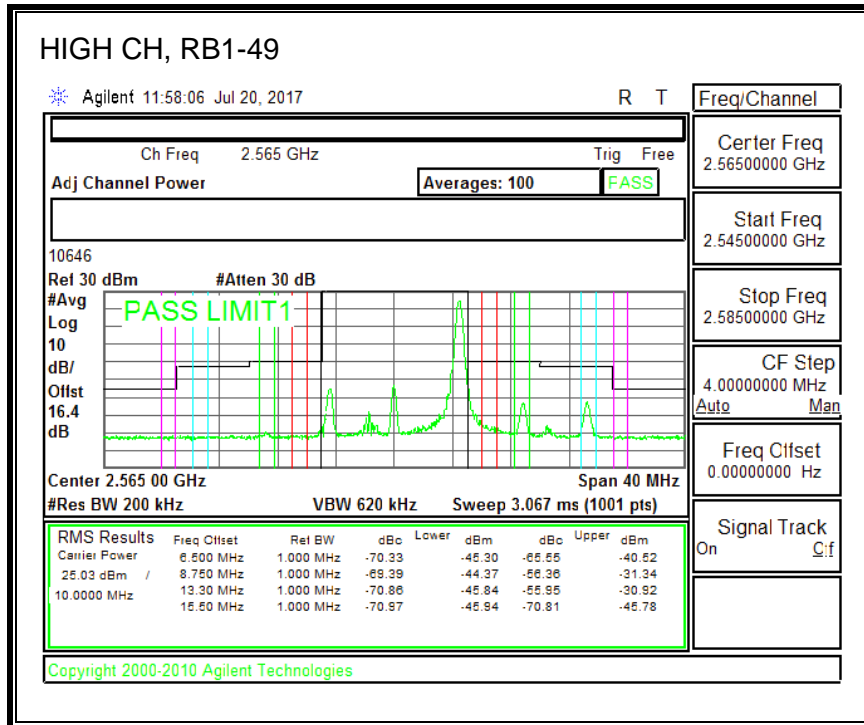 HIGH CH, RB1-49
Agilent 11:58:06 Jul 20, 2017 R T
Freq/Channel
Ch Freq 2.565 GHz Trig Free
Adj Channel Power Averages: 100 PASS
Center Freq
2.56500000 GHz
Start Freq
2.54500000 GHz
Stop Freq
2.58500000 GHz
CF Step
4.00000000 MHz
Auto Man
Freq Offset
0.00000000 Hz
Signal Track
On Off
10646
Ref 30 dBm #Atten 30 dB
#Avg
Log
10
dB/
Offst
16.4
dB
PASS LIMIT1
Center 2.565 00 GHz Span 40 MHz
#Res BW 200 kHz VBW 620 kHz Sweep 3.067 ms (1001 pts)
RMS Results Freq Offset Ref BW dBc Lower dBm dBc Upper dBm
Carrier Power 6.500 MHz 1.000 MHz -70.33 -45.30 -65.55 -40.52
25.03 dBm / 8.750 MHz 1.000 MHz -69.39 -44.37 -56.36 -31.34
10.0000 MHz 13.30 MHz 1.000 MHz -70.86 -45.84 -55.95 -30.92
15.50 MHz 1.000 MHz -70.97 -45.94 -70.81 -45.78
Copyright 2000-2010 Agilent Technologies